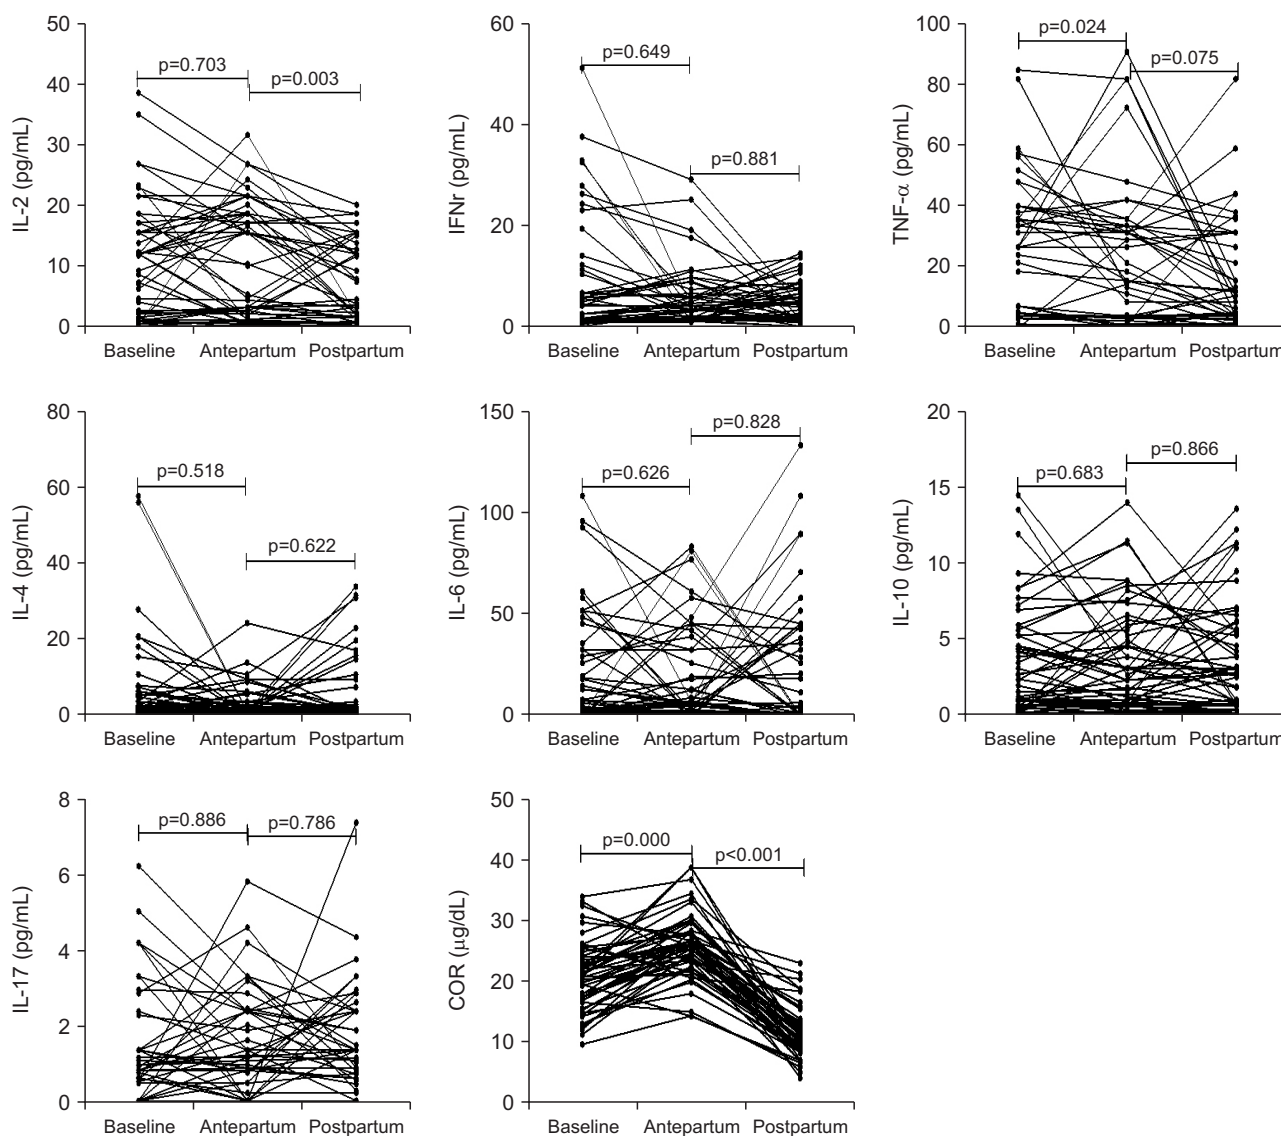 50
40
30
20
10
0
IL-2 (pg/mL)
p=0.703
p=0.003
Baseline Antepartum Postpartum
60
40
20
0
IFNr (pg/mL)
p=0.649
p=0.881
Baseline Antepartum Postpartum
100
80
60
40
20
0
TNF-α (pg/mL)
p=0.024
p=0.075
Baseline Antepartum Postpartum
80
60
40
20
0
IL-4 (pg/mL)
p=0.518
p=0.622
Baseline Antepartum Postpartum
150
100
50
0
IL-6 (pg/mL)
p=0.626
p=0.828
Baseline Antepartum Postpartum
20
15
10
5
0
IL-10 (pg/mL)
p=0.683
p=0.866
Baseline Antepartum Postpartum
8
6
4
2
0
IL-17 (pg/mL)
p=0.886
p=0.786
Baseline Antepartum Postpartum
50
40
30
20
10
0
COR (μg/dL)
p=0.000
p<0.001
Baseline Antepartum Postpartum